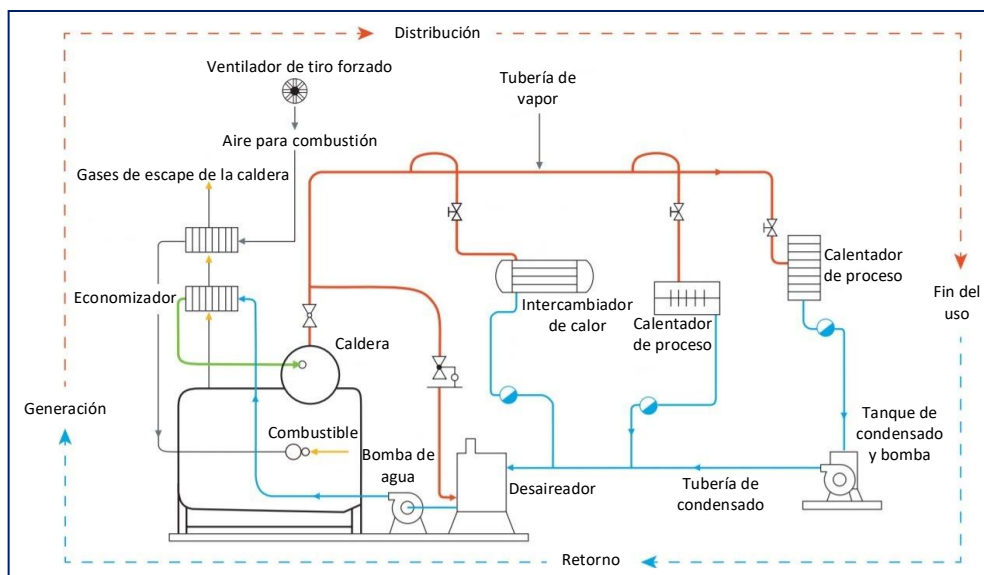 Distribución
Ventilador de tiro forzado
Tubería de
vapor
Aire para combustión
Gases de escape de la caldera
Calentador
de proceso
Economizador
Intercambiador
de calor
Calentador
de proceso
Fin del
uso
Caldera
Generación
Combustible
Bomba de
agua
Desaireador
Tubería de
condensado
Tanque de
condensado
y bomba
Retorno